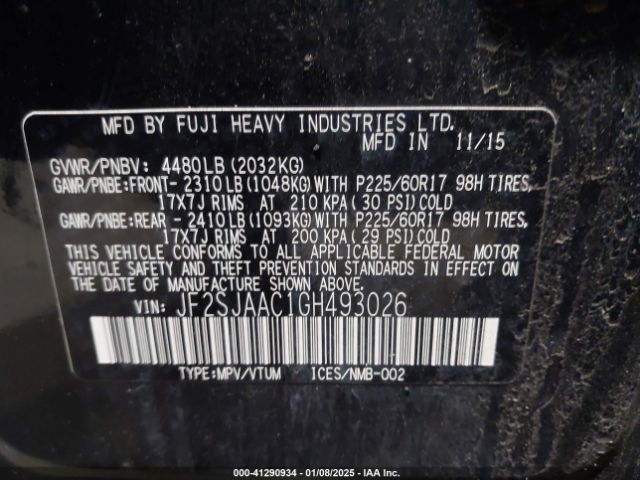 MFD BY FUJI HEAVY INDUSTRIES LTD.
MFD IN 11/15
GVWR/PNBV: 4480LB(2032KG)
GAWR/PNBE:FRONT- 2310LB(1048KG)WITH P225/60R17 98H TIRES,
17X7J RIMS AT 210 KPA( 30 PSI)COLD
GAWR/PNBE:REAR - 2410LB(1093KG)WITH P225/60R17 98H TIRES,
17X7J RIMS AT 200 KPA( 29 PSI)COLD
THIS VEHICLE CONFORMS TO ALL APPLICABLE FEDERAL MOTOR
VEHICLE SAFETY AND THEFT PREVENTION STANDARDS IN EFFECT
ON THE DATE OF MANUFACTURE SHOWN ABOVE.
VIN: JF2SJAAC1GH493026
TYPE:MPV/VTUM ICES/NMB-002
000-41290934 - 01/08/2025 - IAA Inc.